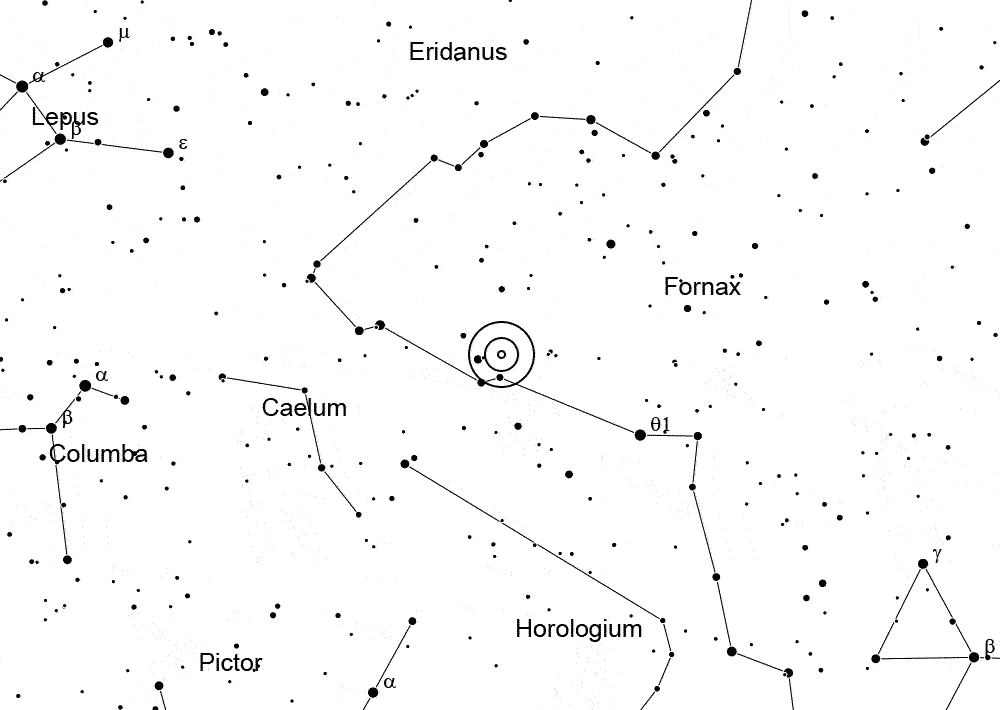 μ
Eridanus
α
Lepus
β
ε
Fornax
α
Caelum
β
θ1
Columba
γ
Horologium
β
Pictor
α